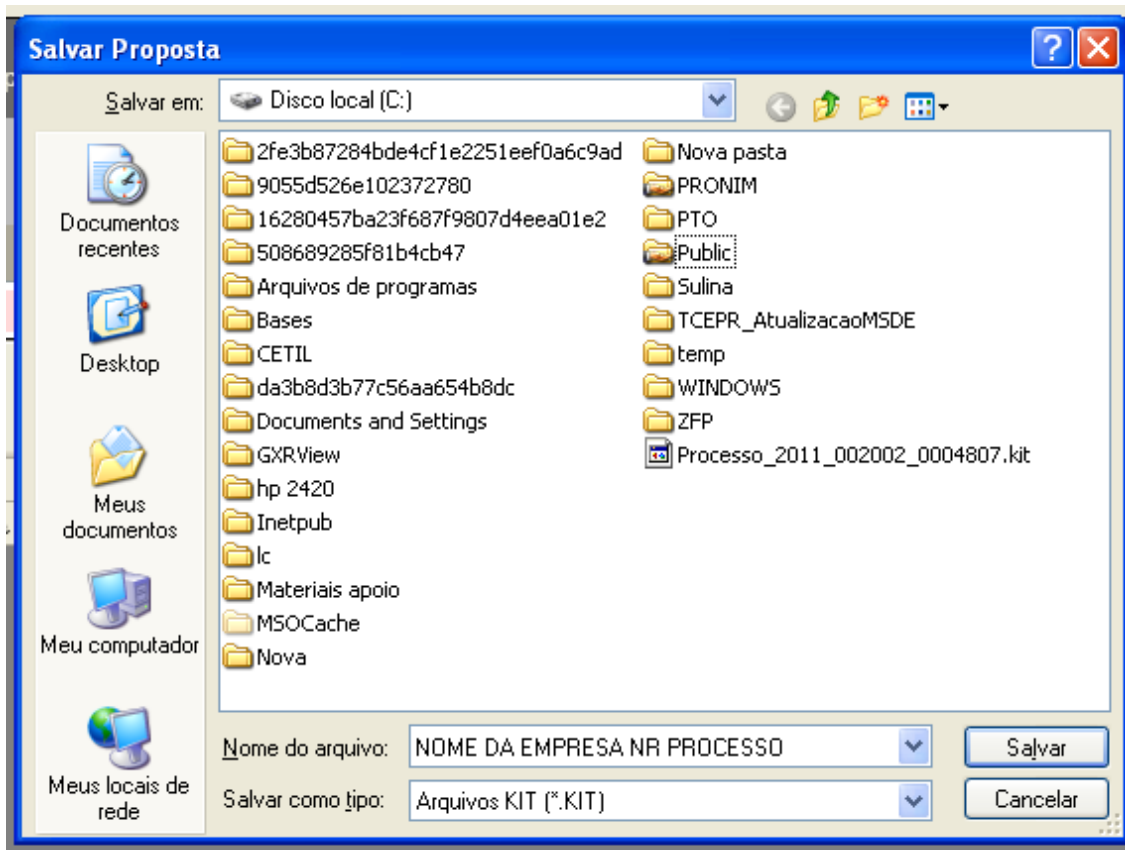 Salvar Proposta
Salvar em:
Disco local (C:)
Documentos
recentes
Desktop
Meus
documentos
Meu computador
Meus locais de
rede
2fe3b87284bde4cf1e2251eef0a6c9ad
9055d526e102372780
16280457ba23f687f9807d4eea01e2
508689285f81b4cb47
Arquivos de programas
Bases
CETIL
da3b8d3b77c56aa654b8dc
Documents and Settings
GXRView
hp 2420
Inetpub
lc
Materiais apoio
MSOCache
Nova
Nova pasta
PRONIM
PTO
Public
Sulina
TCEPR_AtualizacaoMSDE
temp
WINDOWS
ZFP
Processo_2011_002002_0004807.kit
Nome do arquivo:
NOME DA EMPRESA NR PROCESSO
Salvar
Salvar como tipo:
Arquivos KIT (*.KIT)
Cancelar